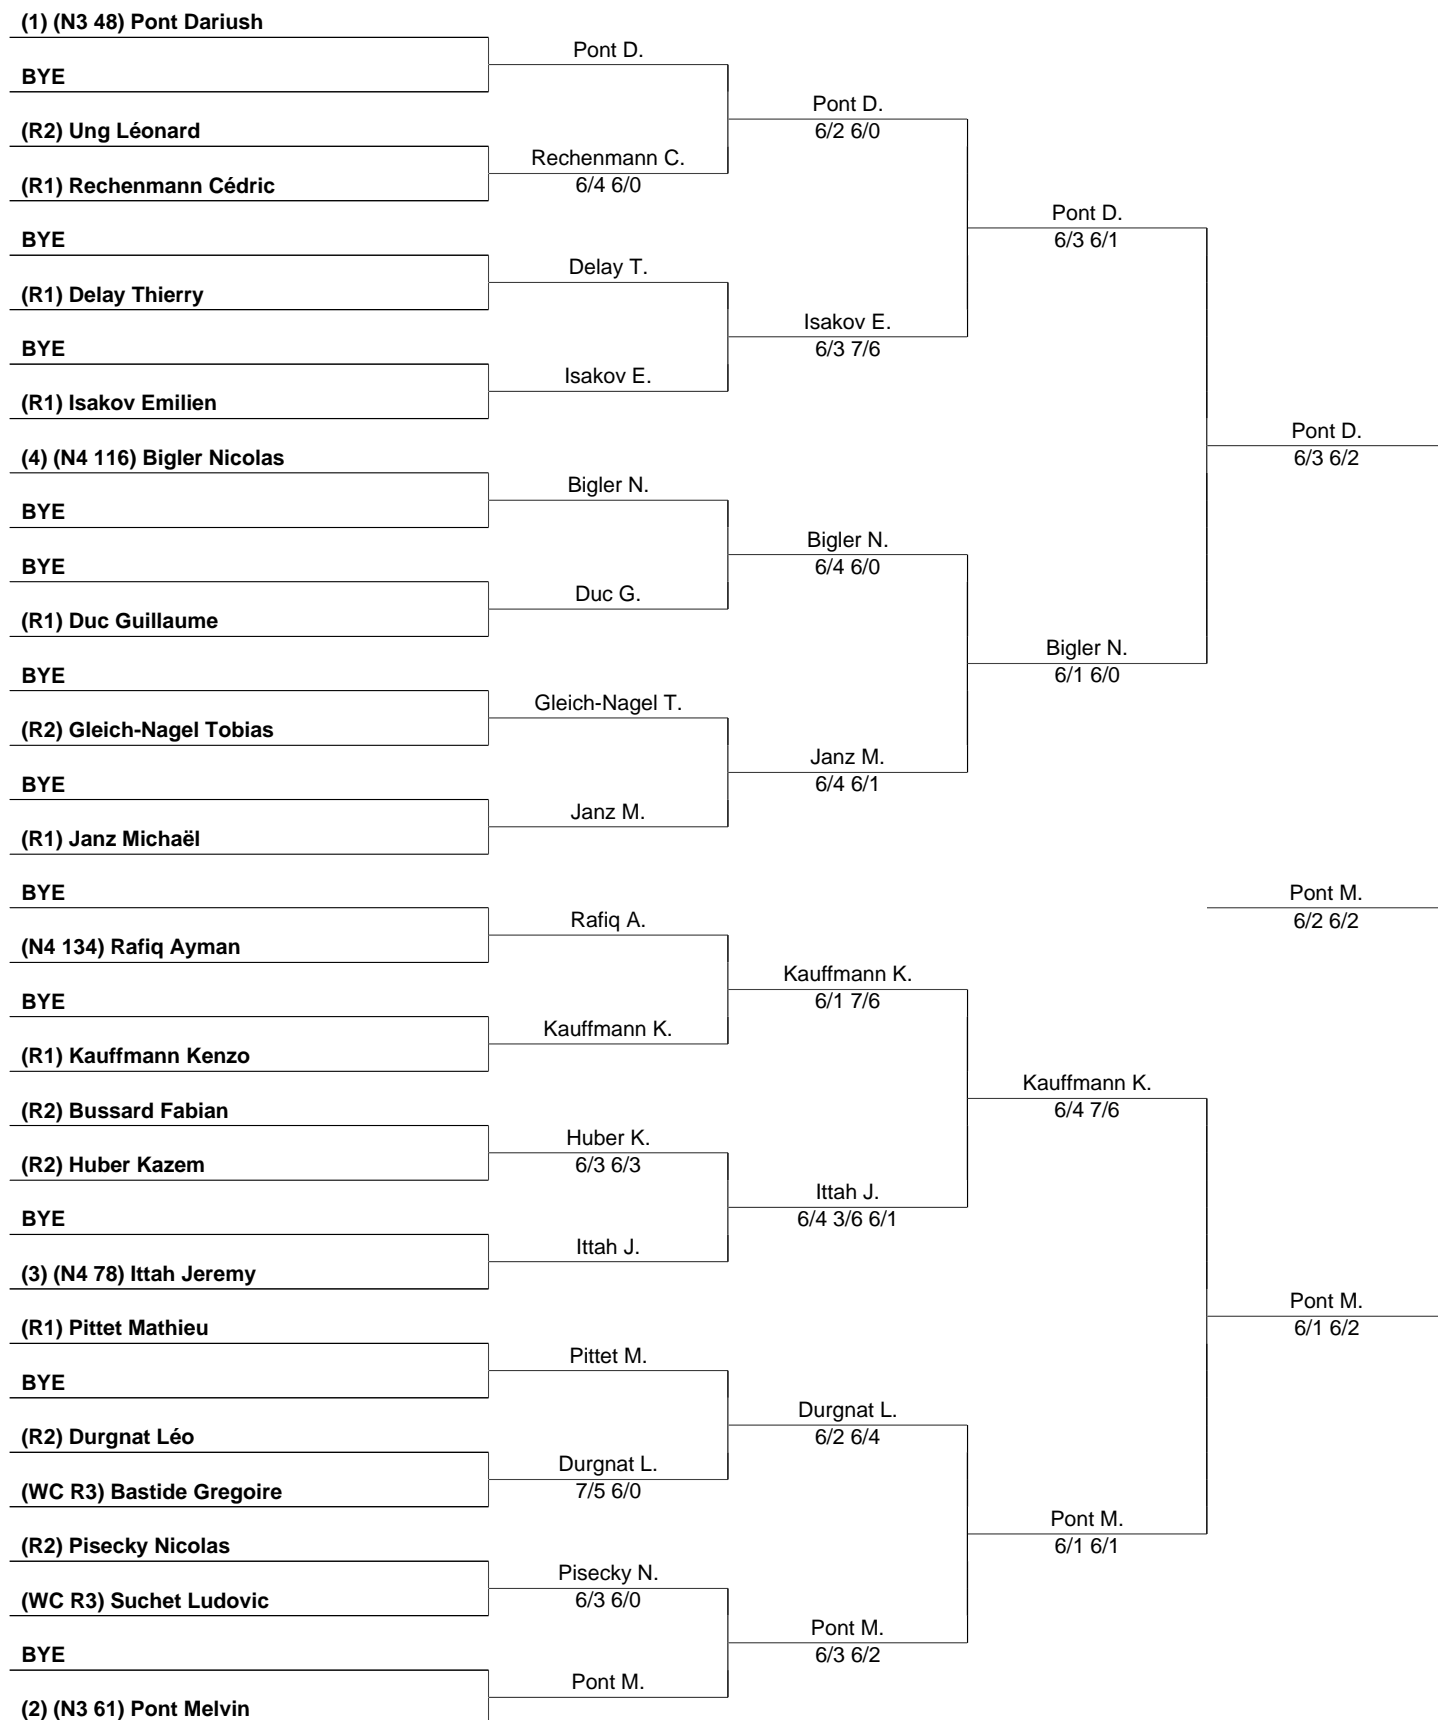 (1) (N3 48) Pont Dariush
Pont D.
BYE
Pont D.
6/2 6/0
(R2) Ung Léonard
Rechenmann C.
6/4 6/0
(R1) Rechenmann Cédric
Pont D.
6/3 6/1
BYE
Delay T.
(R1) Delay Thierry
Isakov E.
6/3 7/6
BYE
Isakov E.
(R1) Isakov Emilien
Pont D.
6/3 6/2
(4) (N4 116) Bigler Nicolas
Bigler N.
BYE
Bigler N.
6/4 6/0
BYE
Duc G.
(R1) Duc Guillaume
Bigler N.
6/1 6/0
BYE
Gleich-Nagel T.
(R2) Gleich-Nagel Tobias
Janz M.
6/4 6/1
BYE
Janz M.
(R1) Janz Michaël
BYE
Pont M.
6/2 6/2
Rafiq A.
(N4 134) Rafiq Ayman
Kauffmann K.
6/1 7/6
BYE
Kauffmann K.
(R1) Kauffmann Kenzo
Kauffmann K.
6/4 7/6
(R2) Bussard Fabian
Huber K.
6/3 6/3
(R2) Huber Kazem
Ittah J.
6/4 3/6 6/1
BYE
Ittah J.
(3) (N4 78) Ittah Jeremy
Pont M.
6/1 6/2
(R1) Pittet Mathieu
Pittet M.
BYE
Durgnat L.
6/2 6/4
(R2) Durgnat Léo
Durgnat L.
7/5 6/0
(WC R3) Bastide Gregoire
Pont M.
6/1 6/1
(R2) Pisecky Nicolas
Pisecky N.
6/3 6/0
(WC R3) Suchet Ludovic
Pont M.
6/3 6/2
BYE
Pont M.
(2) (N3 61) Pont Melvin